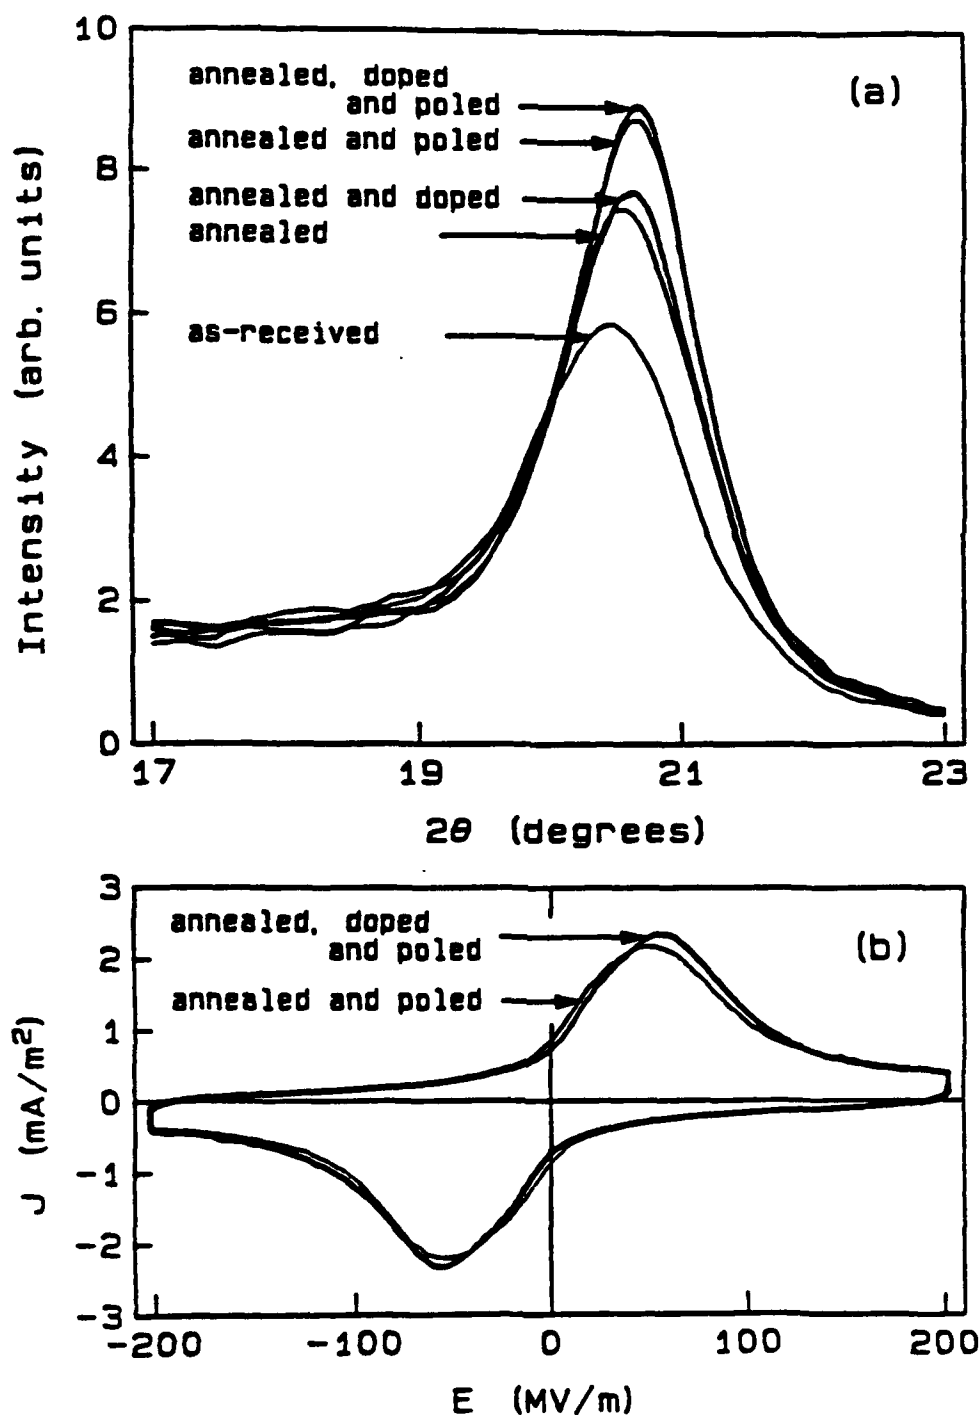 10
annealed, doped
and poled
(a)
annealed and poled
8
annealed and doped
annealed
6
as-received
4
2
0
Intensity (arb. units)
17 19 21 23
2θ (degrees)
3
annealed, doped
and poled
(b)
2
annealed and poled
1
0
-1
-2
-3
J (mA/m²)
-200 -100 0 100 200
E (MV/m)